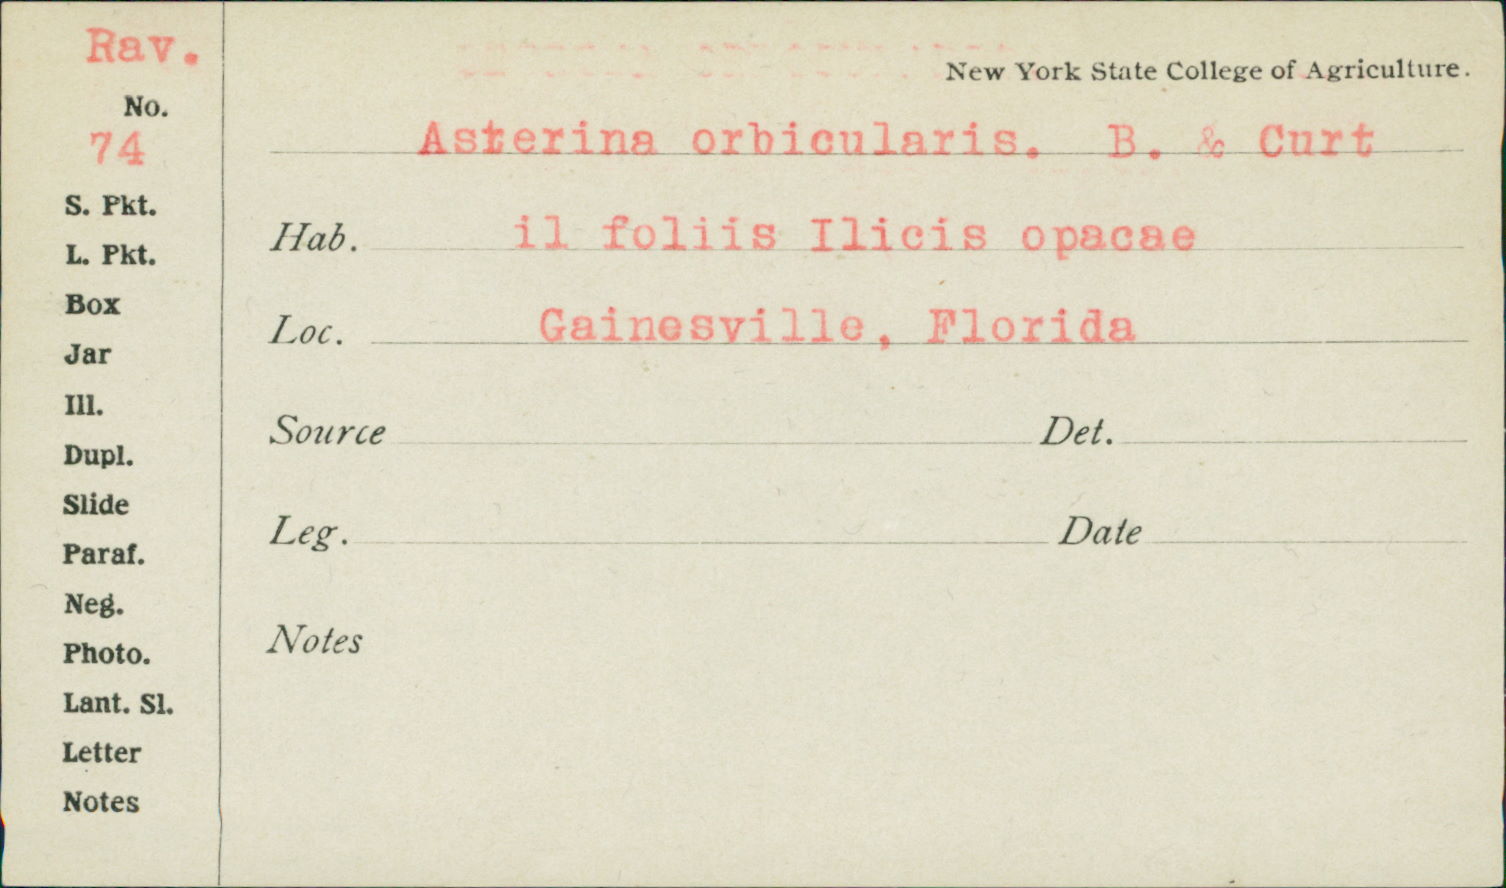 Rav.
New York State College of Agriculture.
No.
74
Asterina orbicularis. B. & Curt
S. Pkt.
Hab. il foliis Ilicis opacae
L. Pkt.
Box
Loc. Gainesville, Florida
Jar
Ill.
Source Det.
Dupl.
Slide
Leg. Date
Paraf.
Neg.
Notes
Photo.
Lant. Sl.
Letter
Notes